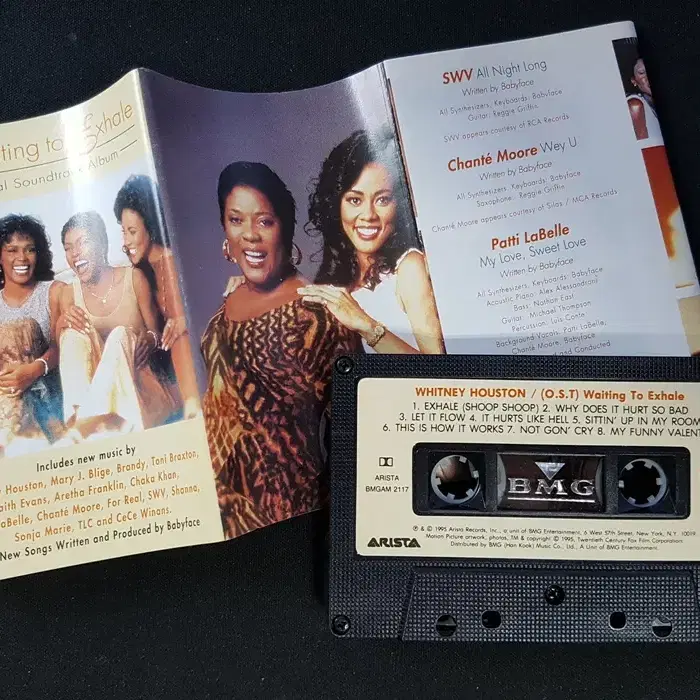 ting to Exhale
al Soundtrack Album
Includes new music by
Houston, Mary J. Blige, Brandy, Toni Braxton,
aith Evans, Aretha Franklin, Chaka Khan,
aBelle, Chanté Moore, For Real, SWV, Shanna,
Sonja Marie, TLC and CeCe Winans.
New Songs Written and Produced by Babyface
SWV All Night Long
Written by Babyface
All Synthesizers, Keyboards: Babyface
Guitar: Reggie Griffin
SWV appears courtesy of RCA Records
Chanté Moore Wey U
Written by Babyface
All Synthesizers, Keyboards: Babyface
Saxophone: Reggie Griffin
Chanté Moore appears courtesy of Silas / MCA Records
Patti LaBelle
My Love, Sweet Love
Written by Babyface
All Synthesizers, Keyboards: Babyface
Acoustic Piano: Alex Alessandroni
Bass: Nathan East
Guitar: Michael Thompson
Percussion: Luis Conte
Background Vocals: Patti LaBelle,
Chanté Moore, Babyface
and Conducted
WHITNEY HOUSTON / (O.S.T) Waiting To Exhale
1. EXHALE (SHOOP SHOOP) 2. WHY DOES IT HURT SO BAD
3. LET IT FLOW 4. IT HURTS LIKE HELL 5. SITTIN' UP IN MY ROOM
6. THIS IS HOW IT WORKS 7. NOT GON' CRY 8. MY FUNNY VALENT
ARISTA
BMGAM 2117
BMG
ARISTA
℗ & © 1995 Arista Records, Inc., a unit of BMG Entertainment, 6 West 57th Street, New York, N.Y. 10019.
Motion Picture artwork, photos, TM & copyright © 1995, Twentieth Century Fox Film Corporation.
Distributed by BMG (Han Kook) Music Co., Ltd., A Unit of BMG Entertainment.